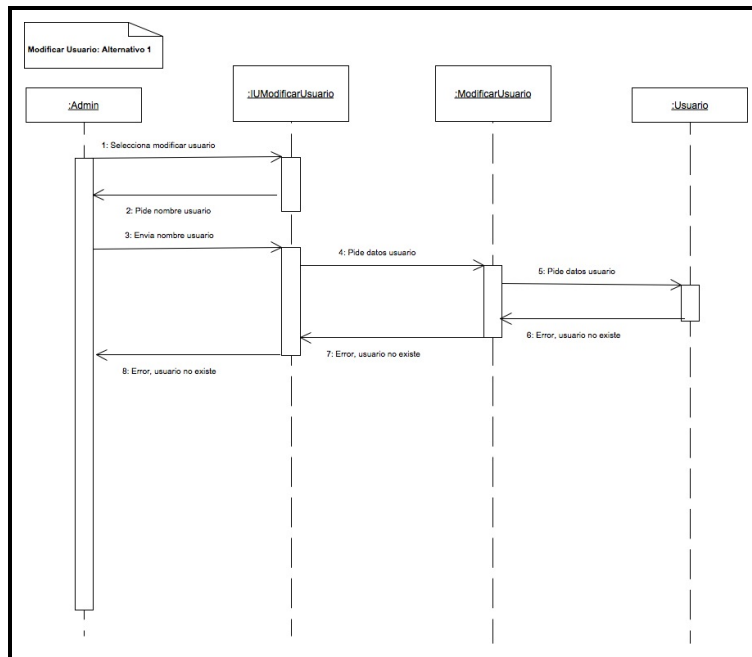 Modificar Usuario: Alternativo 1
:Admin
:IUModificarUsuario
:ModificarUsuario
:Usuario
1: Selecciona modificar usuario
2: Pide nombre usuario
3: Envia nombre usuario
4: Pide datos usuario
5: Pide datos usuario
6: Error, usuario no existe
7: Error, usuario no existe
8: Error, usuario no existe